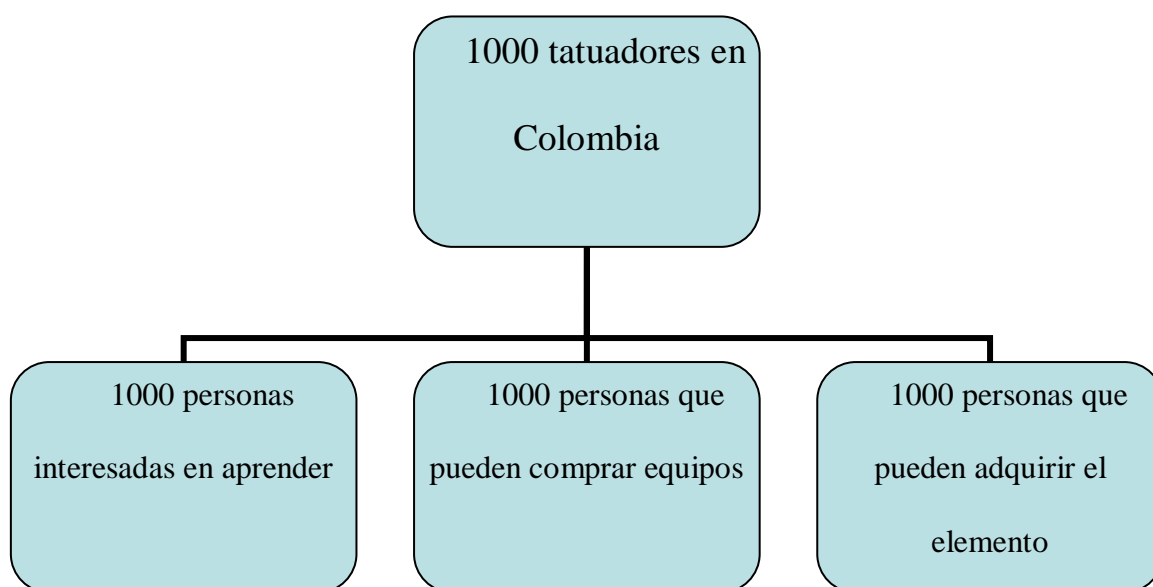 1000 tatuadores en
Colombia
1000 personas
interesadas en aprender
1000 personas que
pueden comprar equipos
1000 personas que
pueden adquirir el
elemento